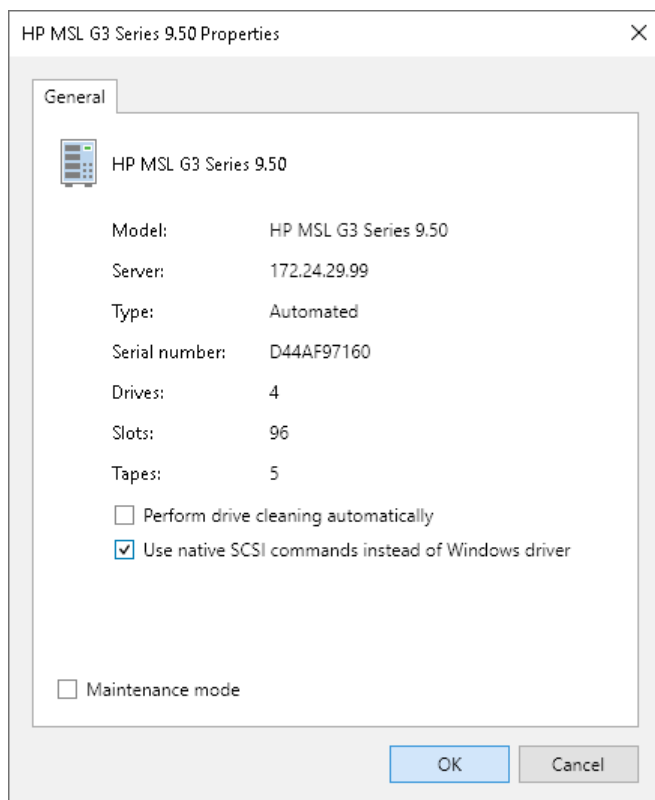 HP MSL G3 Series 9.50 Properties
General
HP MSL G3 Series 9.50
Model: HP MSL G3 Series 9.50
Server: 172.24.29.99
Type: Automated
Serial number: D44AF97160
Drives: 4
Slots: 96
Tapes: 5
Perform drive cleaning automatically
Use native SCSI commands instead of Windows driver
Maintenance mode
OK Cancel